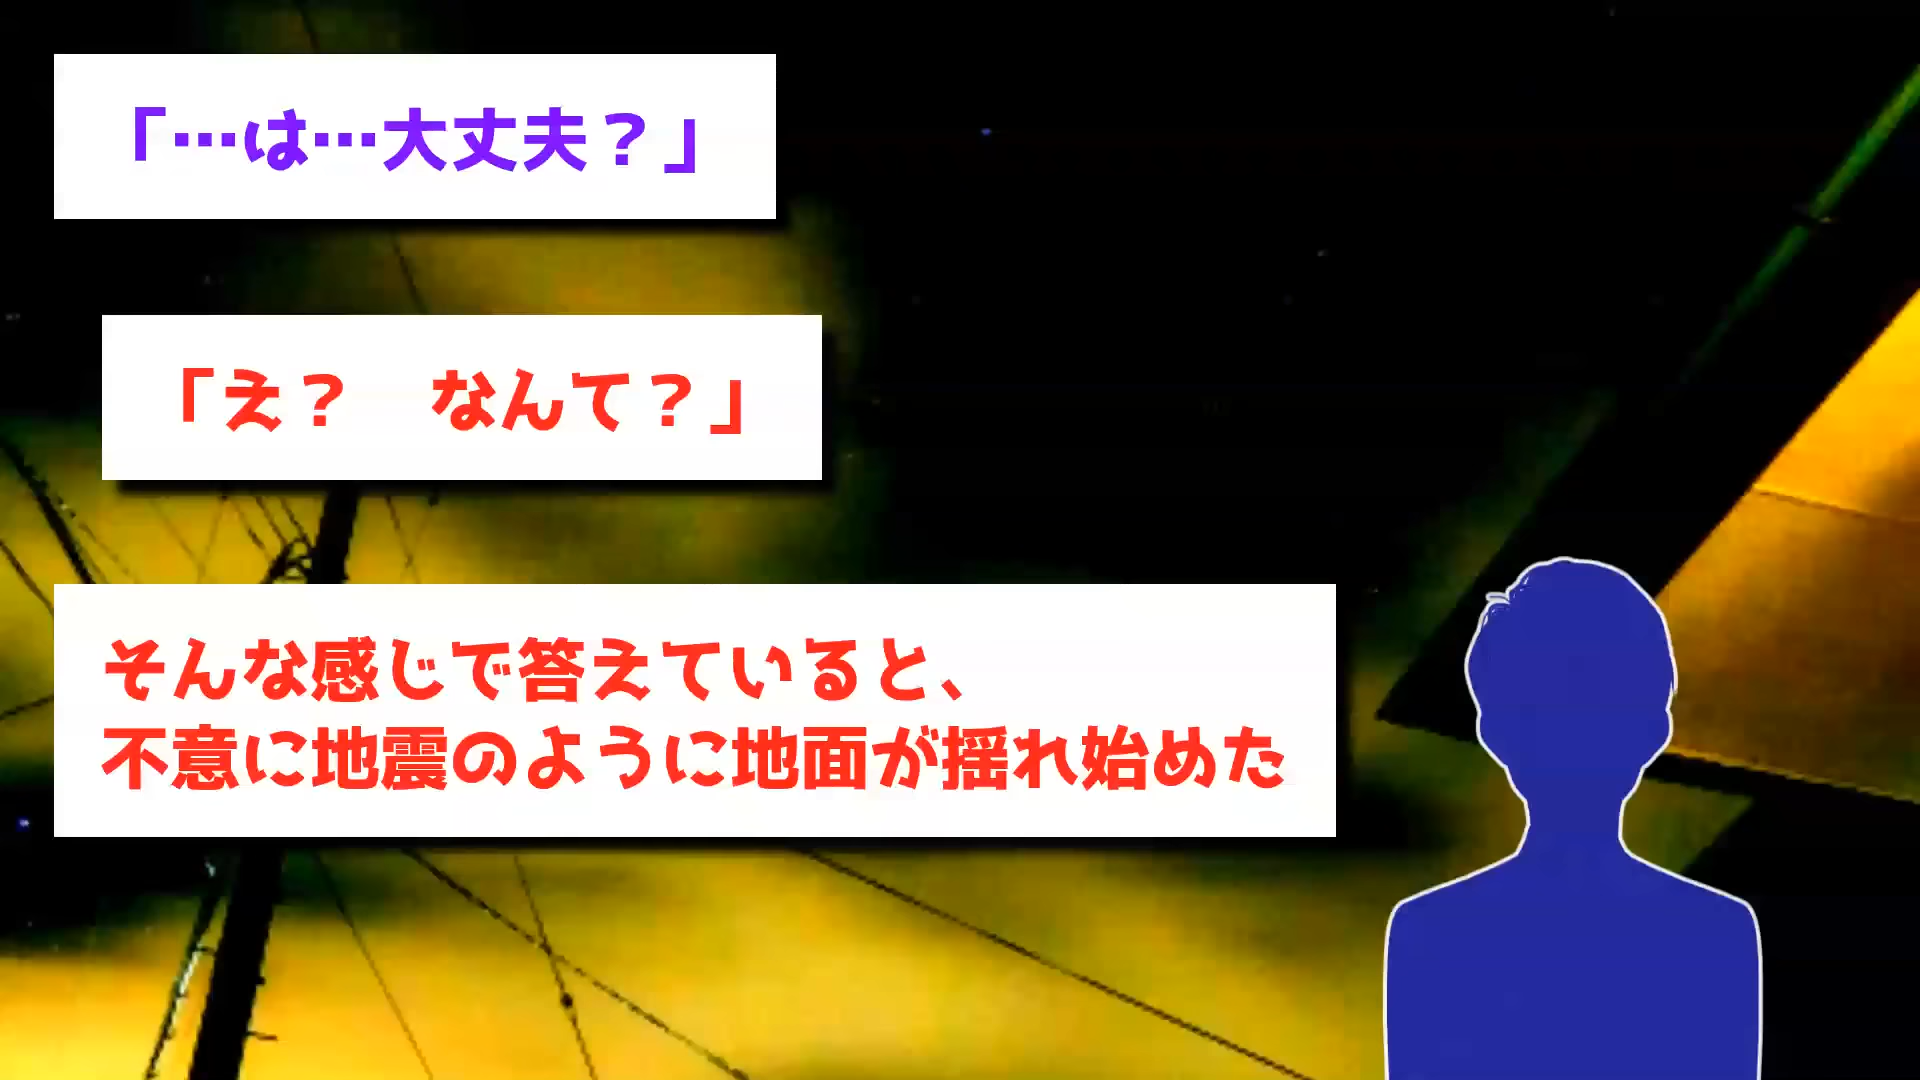 「…は…大丈夫？」
「え？　なんて？」
そんな感じで答えていると、
不意に地震のように地面が揺れ始めた